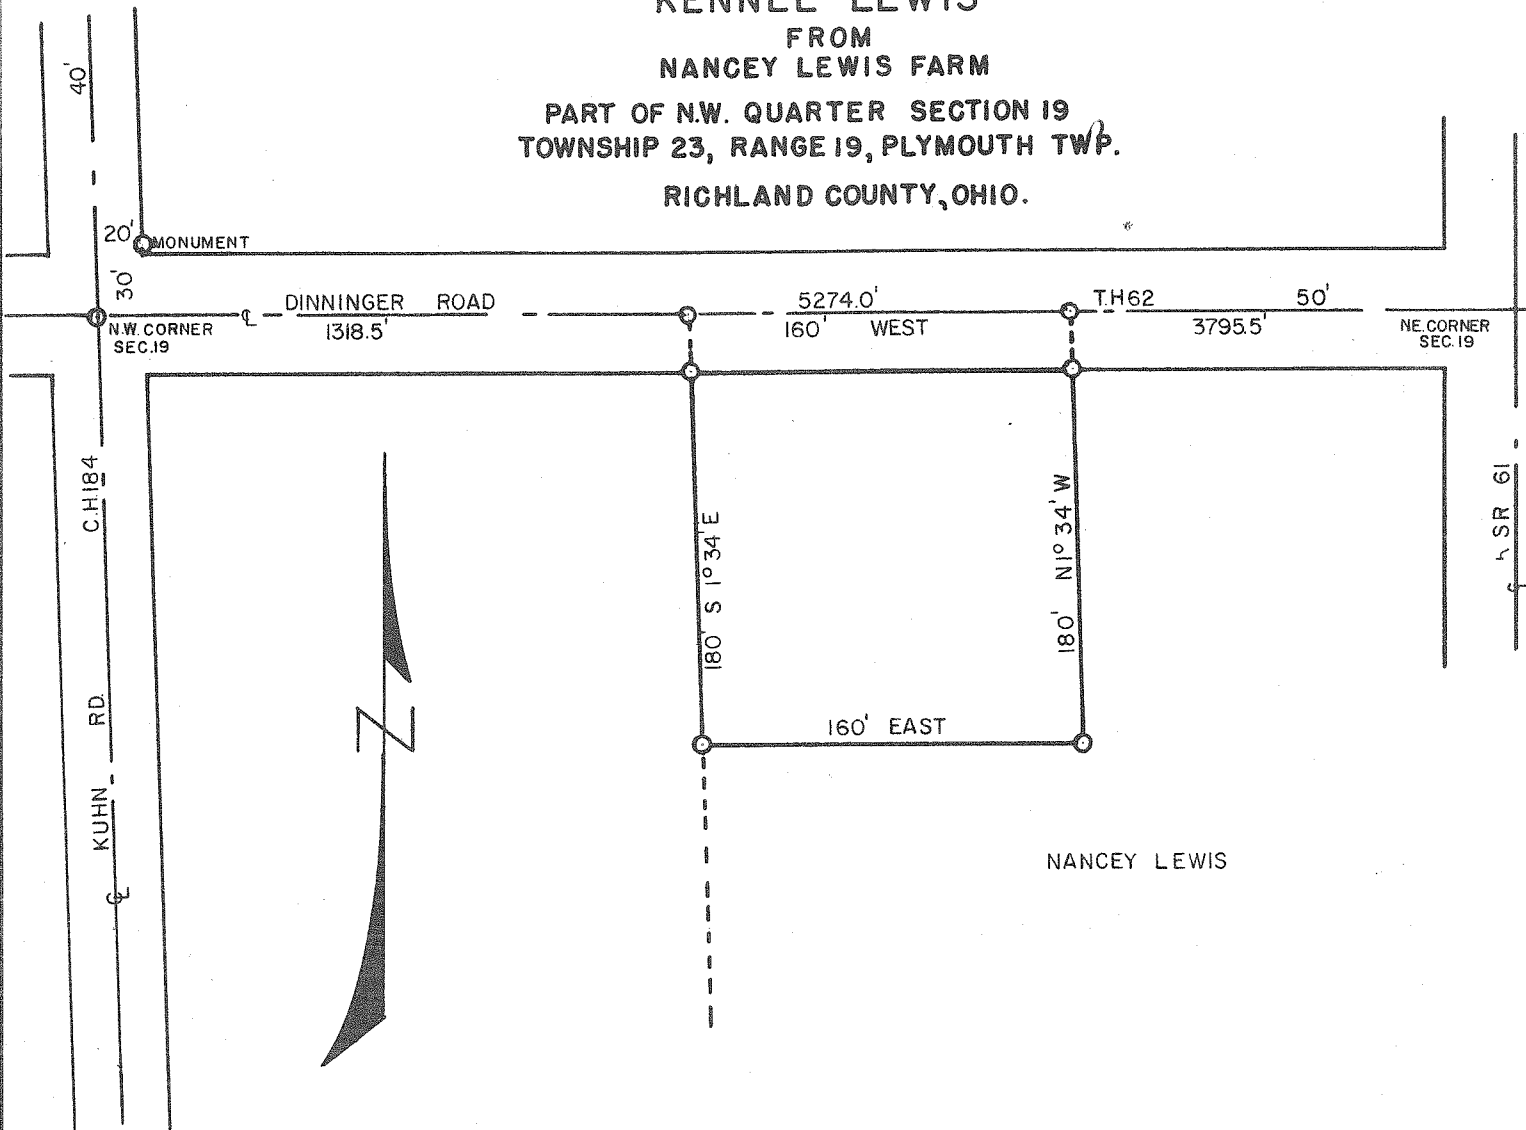 KENNEL LEWIS
FROM
NANCEY LEWIS FARM
PART OF N.W. QUARTER SECTION 19
TOWNSHIP 23, RANGE 19, PLYMOUTH TWP.
RICHLAND COUNTY, OHIO.
40'
20'
MONUMENT
30'
DINNINGER ROAD
5274.0'
T.H 62
50'
N.W. CORNER
SEC.19
1318.5'
160' WEST
3795.5'
N.E. CORNER
SEC. 19
C.H.184
KUHN RD.
180' S 1° 34' E
180' N 1° 34' W
SR 61
N
160' EAST
NANCEY LEWIS